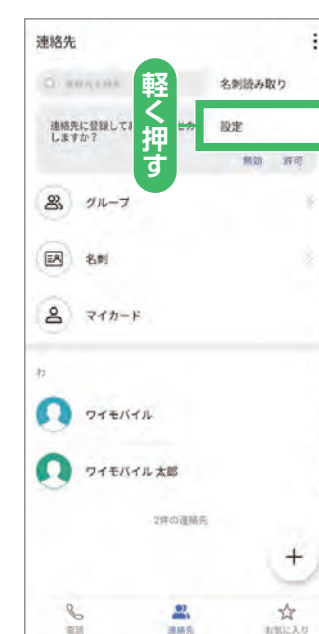 連絡先
名刺読み取り
連絡先に登録して
しますか?
設定
軽く押す
無効 許可
グループ
名刺
マイカード
わ
ワイモバイル
ワイモバイル 太郎
2件の連絡先
電話 連絡先 お気に入り